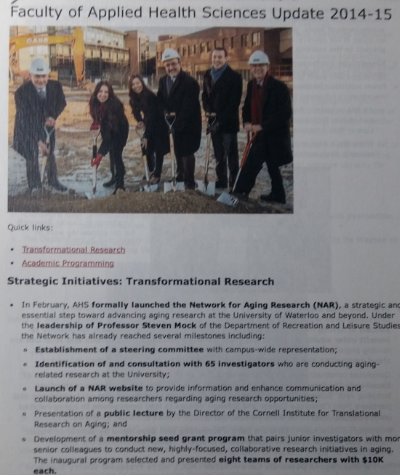 Faculty of Applied Health Sciences Update 2014-15
Quick links:
• Transformational Research
• Academic Programming
Strategic Initiatives: Transformational Research
• In February, AHS formally launched the Network for Aging Research (NAR), a strategic and
essential step toward advancing aging research at the University of Waterloo and beyond. Under
the leadership of Professor Steven Mock of the Department of Recreation and Leisure Studies
the Network has already reached several milestones including:
Establishment of a steering committee with campus-wide representation;
Identification of and consultation with 65 investigators who are conducting aging-
related research at the University;
Launch of a NAR website to provide information and enhance communication and
collaboration among researchers regarding aging research opportunities;
Presentation of a public lecture by the Director of the Cornell Institute for Translational
Research on Aging; and
Development of a mentorship seed grant program that pairs junior investigators with mor
senior colleagues to conduct new, highly-focused, collaborative research initiatives in aging.
The inaugural program selected and presented eight teams of researchers with $10K
each.